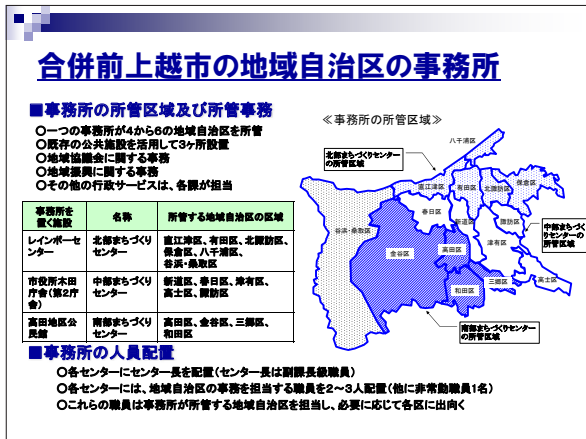 合併前上越市の地域自治区の事務所
■事務所の所管区域及び所管事務
○一つの事務所が4から6の地域自治区を所管
○既存の公共施設を活用して3ヶ所設置
○地域協議会に関する事務
○地域振興に関する事務
○その他の行政サービスは、各課が担当
事務所を
置く施設
名称
所管する地域自治区の区域
レインボーセ
ンター
北部まちづくり
センター
直江津区、有田区、北諏訪区、
保倉区、八千浦区、
谷浜・桑取区
市役所木田
庁舎(第2庁
舎)
中部まちづくり
センター
新道区、春日区、津有区、
高士区、諏訪区
高田地区公
民館
南部まちづくり
センター
高田区、金谷区、三郷区、
和田区
≪事務所の所管区域≫
八千浦区
北部まちづくりセンター
の所管区域
直江津区
有田区
北諏訪区
保倉区
春日区
新道区
諏訪区
中部まちづくり
センターの
所管区域
谷浜・桑取区
津有区
金谷区
高田区
三郷区
高士区
和田区
南部まちづくりセンター
の所管区域
■事務所の人員配置
○各センターにセンター長を配置(センター長は副課長級職員)
○各センターには、地域自治区の事務を担当する職員を2~3人配置(他に非常勤職員1名)
○これらの職員は事務所が所管する地域自治区を担当し、必要に応じて各区に出向く